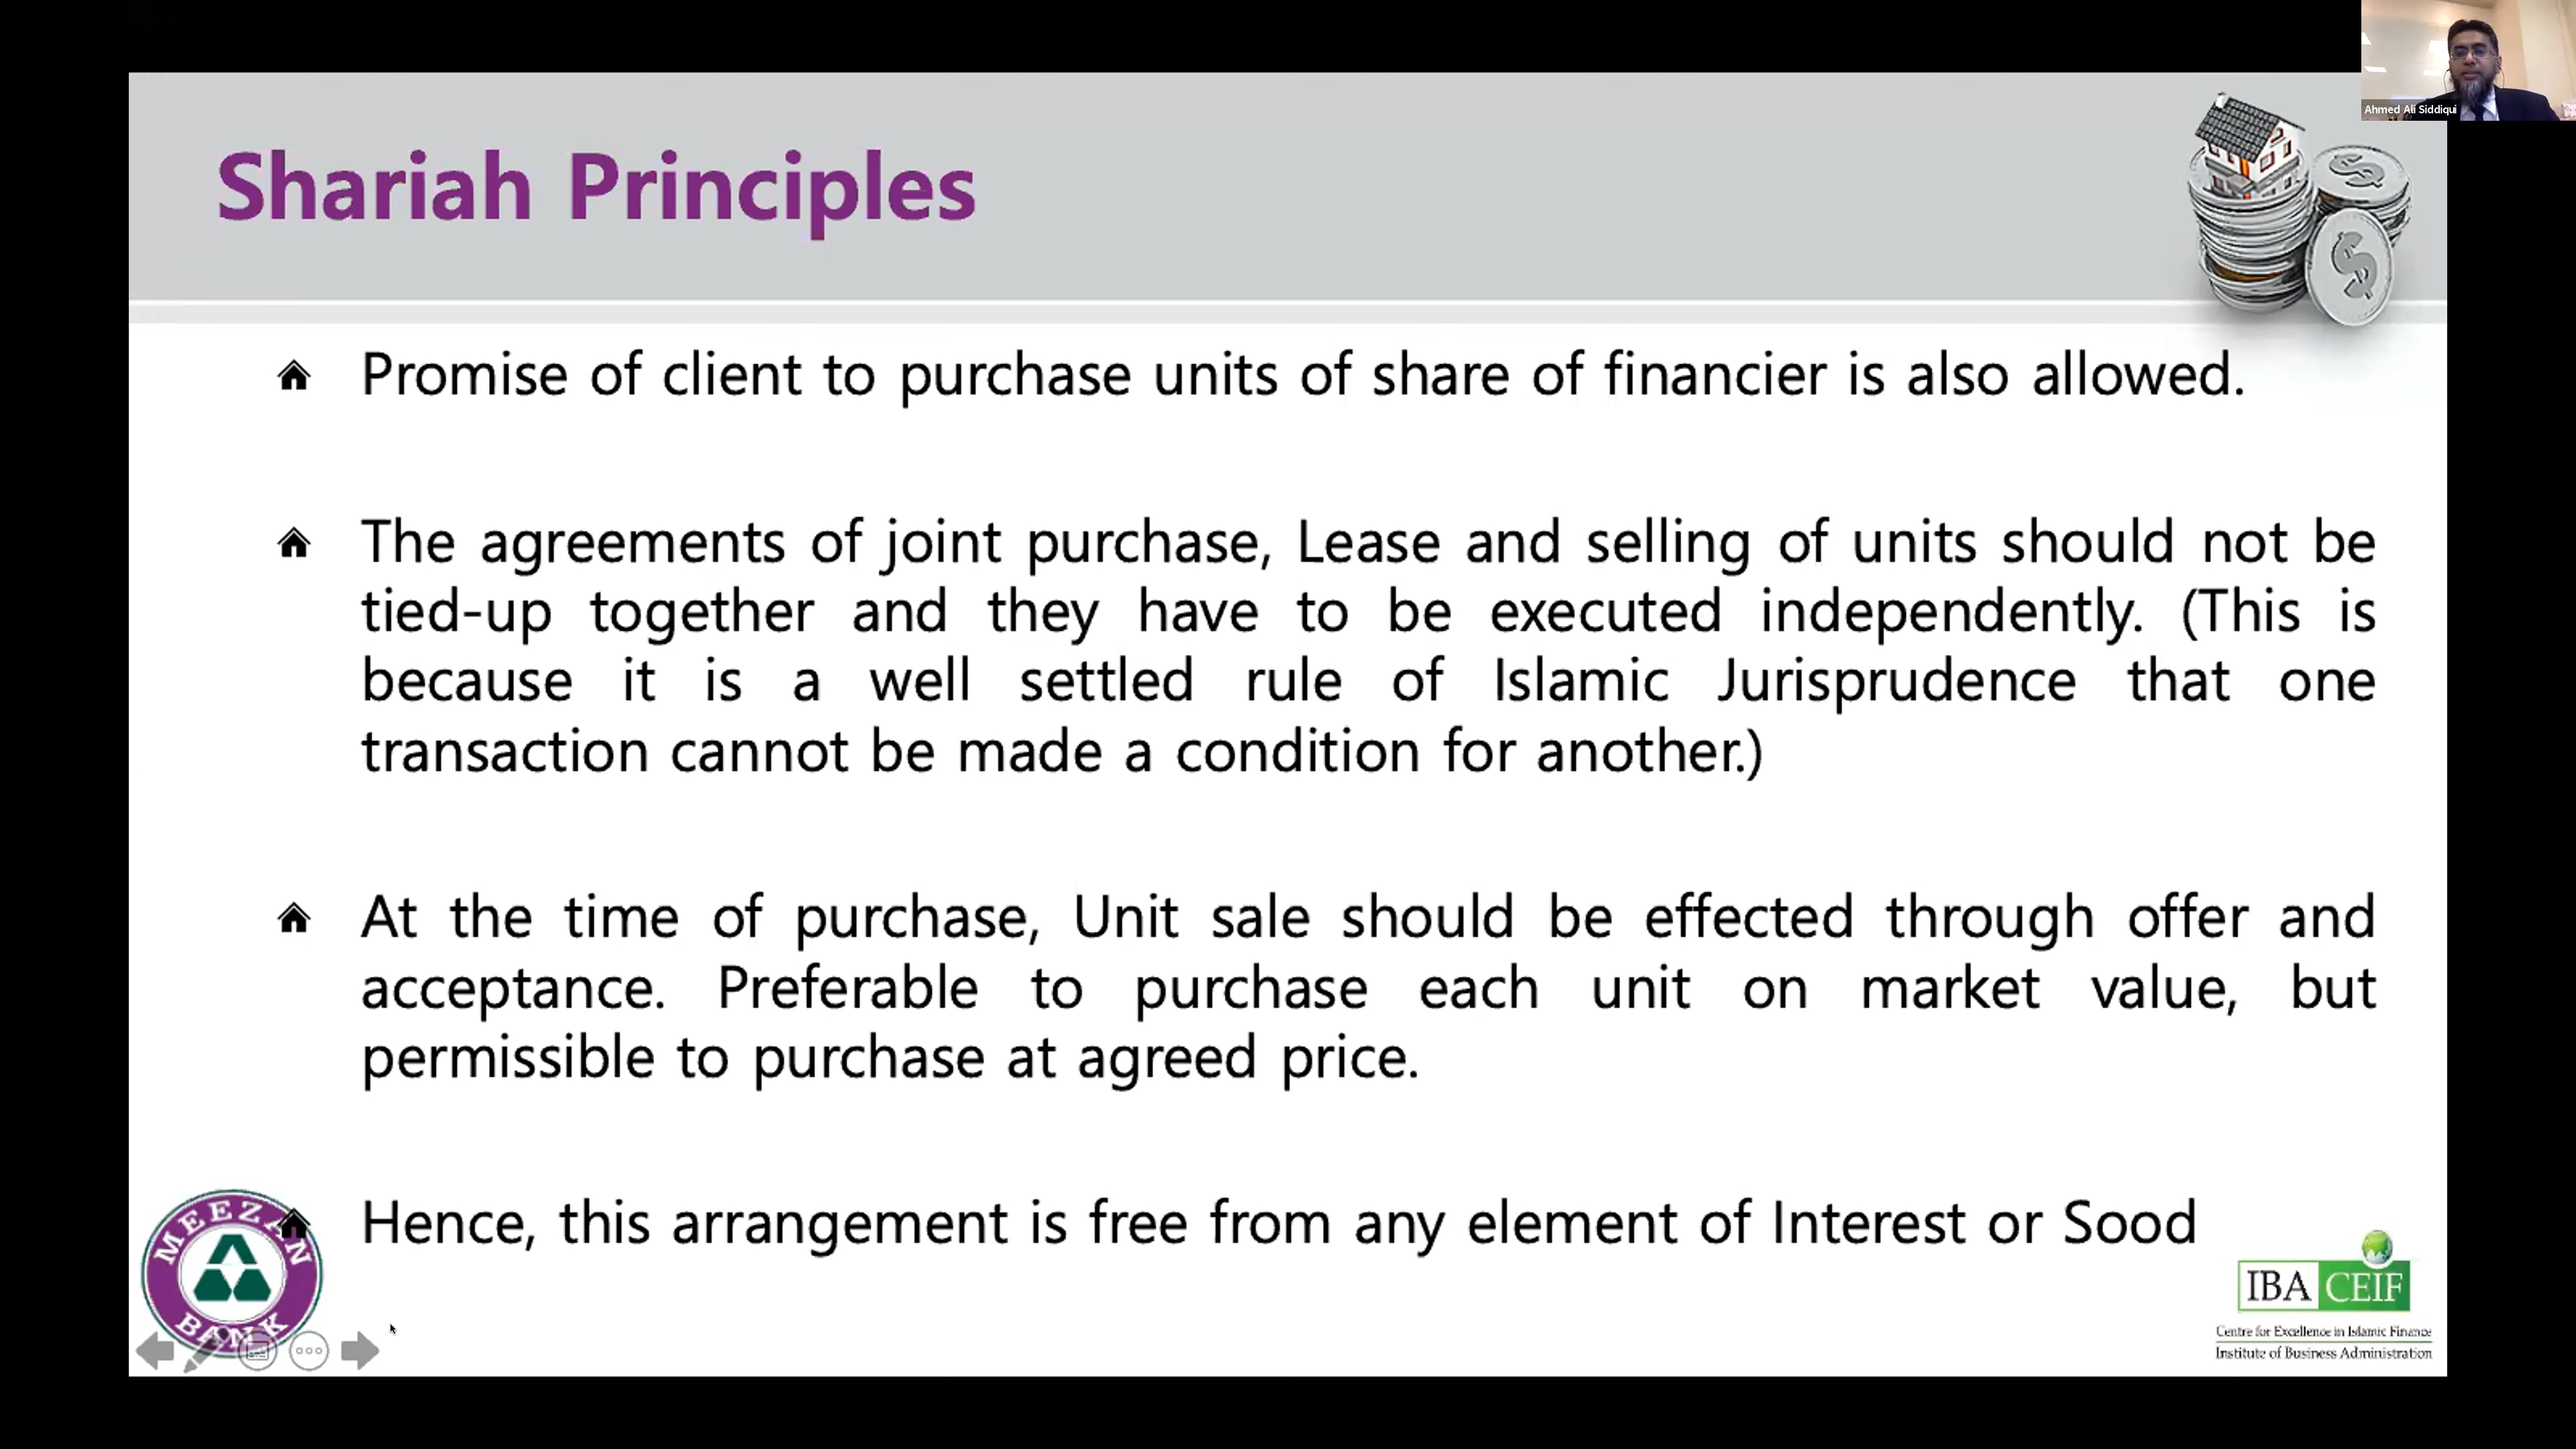 Ahmed Ali Siddiqui
Shariah Principles
Promise of client to purchase units of share of financier is also allowed.
The agreements of joint purchase, Lease and selling of units should not be
tied-up together and they have to be executed independently. (This is
because it is a well settled rule of Islamic Jurisprudence that one
transaction cannot be made a condition for another.)
At the time of purchase, Unit sale should be effected through offer and
acceptance. Preferable to purchase each unit on market value, but
permissible to purchase at agreed price.
Hence, this arrangement is free from any element of Interest or Sood
MEEZAN
BANK
IBA CEIF
Centre for Excellence in Islamic Finance
Institute of Business Administration